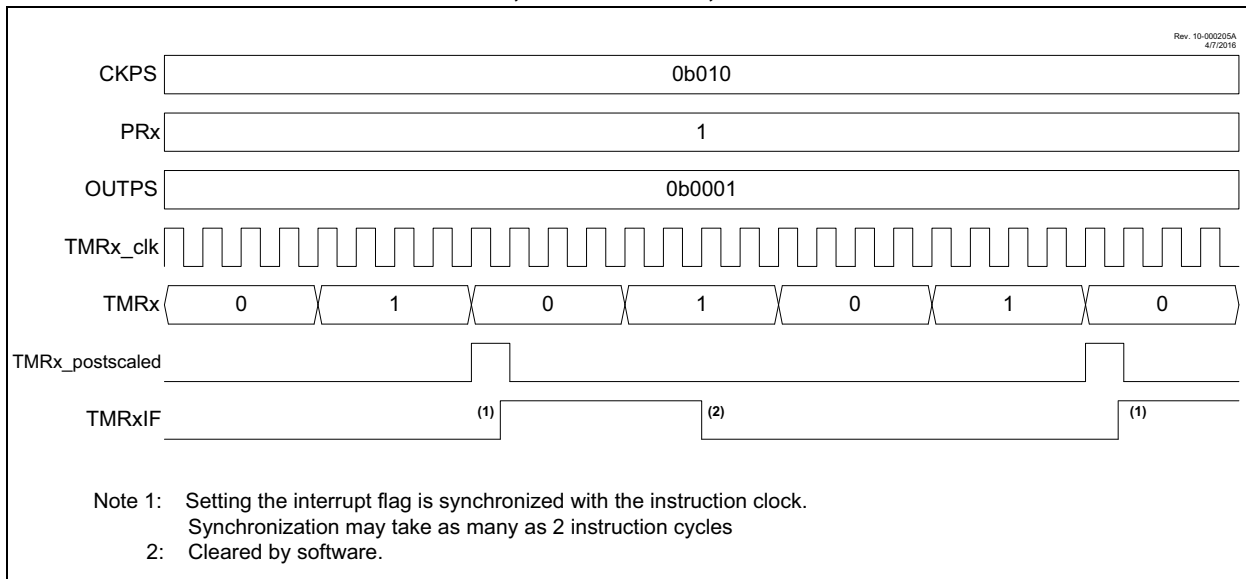 Rev. 10-000205A
4/7/2016
CKPS 0b010
PRx 1
OUTPS 0b0001
TMRx_clk
TMRx 0 1 0 1 0 1 0
TMRx_postscaled
TMRxIF (1) (2) (1)
Note 1: Setting the interrupt flag is synchronized with the instruction clock.
Synchronization may take as many as 2 instruction cycles
2: Cleared by software.